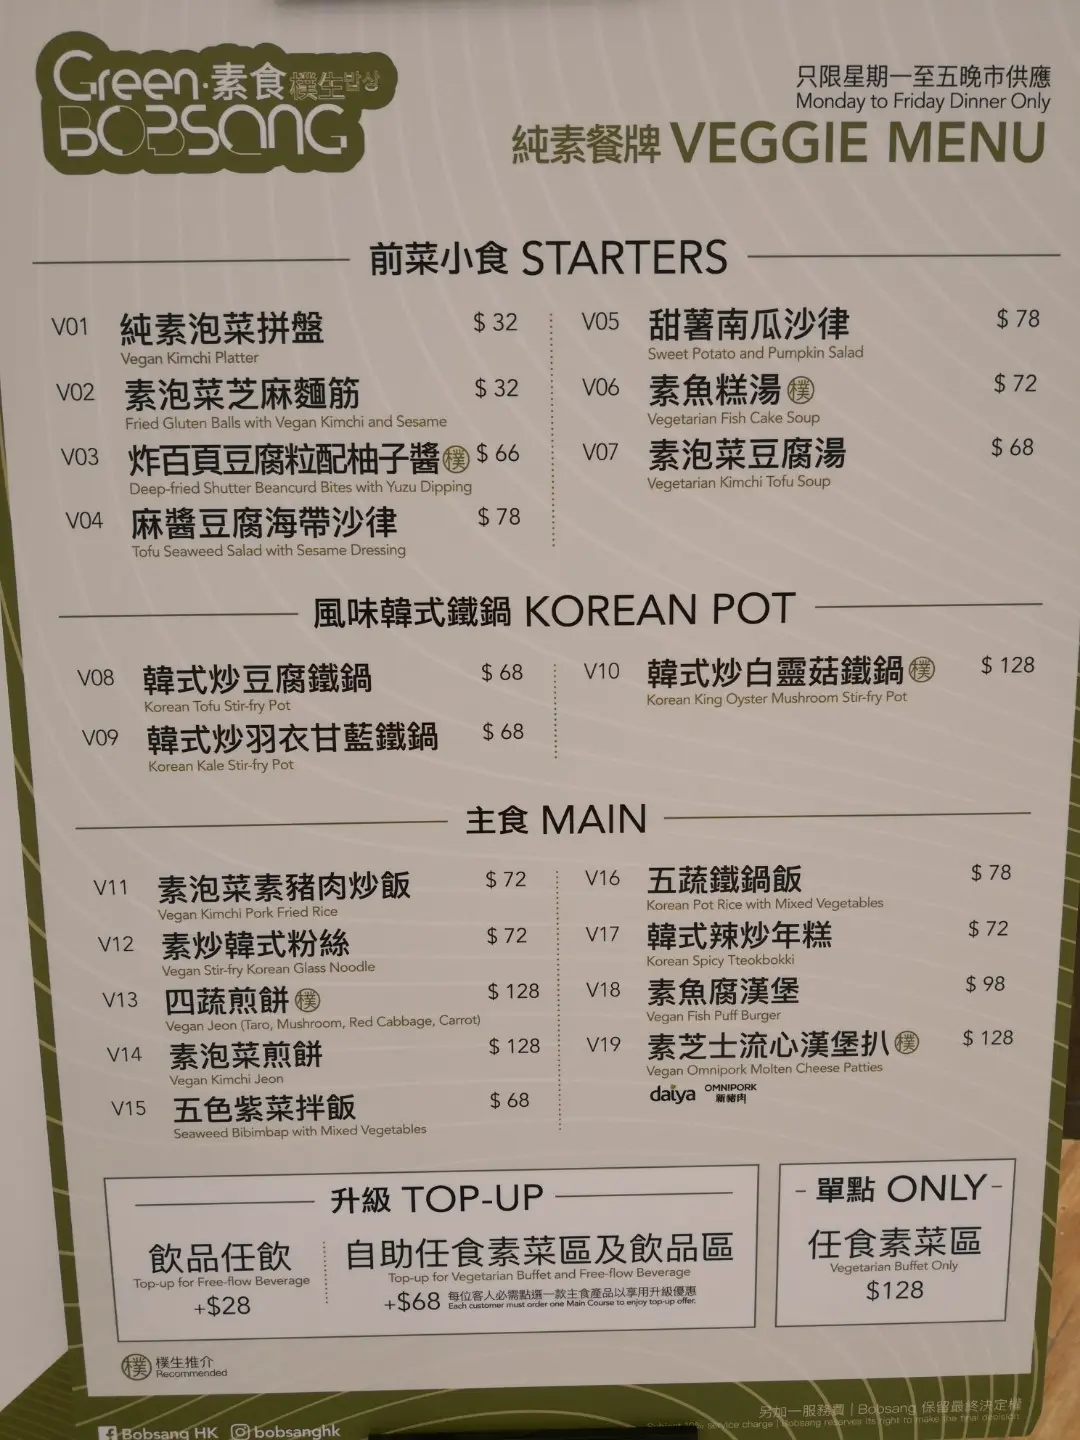 Green·素食 樸生밥상
BOBSANG
只限星期一至五晚市供應
Monday to Friday Dinner Only
純素餐牌 VEGGIE MENU
前菜小食 STARTERS
V01 純素泡菜拼盤 $ 32
Vegan Kimchi Platter
V02 素泡菜芝麻麵筋 $ 32
Fried Gluten Balls with Vegan Kimchi and Sesame
V03 炸百頁豆腐粒配柚子醬 樸 $ 66
Deep-fried Shutter Beancurd Bites with Yuzu Dipping
V04 麻醬豆腐海帶沙律 $ 78
Tofu Seaweed Salad with Sesame Dressing
V05 甜薯南瓜沙律 $ 78
Sweet Potato and Pumpkin Salad
V06 素魚糕湯 樸 $ 72
Vegetarian Fish Cake Soup
V07 素泡菜豆腐湯 $ 68
Vegetarian Kimchi Tofu Soup
風味韓式鐵鍋 KOREAN POT
V08 韓式炒豆腐鐵鍋 $ 68
Korean Tofu Stir-fry Pot
V09 韓式炒羽衣甘藍鐵鍋 $ 68
Korean Kale Stir-fry Pot
V10 韓式炒白靈菇鐵鍋 樸 $ 128
Korean King Oyster Mushroom Stir-fry Pot
主食 MAIN
V11 素泡菜素豬肉炒飯 $ 72
Vegan Kimchi Pork Fried Rice
V12 素炒韓式粉絲 $ 72
Vegan Stir-fry Korean Glass Noodle
V13 四蔬煎餅 樸 $ 128
Vegan Jeon (Taro, Mushroom, Red Cabbage, Carrot)
V14 素泡菜煎餅 $ 128
Vegan Kimchi Jeon
V15 五色紫菜拌飯 $ 68
Seaweed Bibimbap with Mixed Vegetables
V16 五蔬鐵鍋飯 $ 78
Korean Pot Rice with Mixed Vegetables
V17 韓式辣炒年糕 $ 72
Korean Spicy Tteokbokki
V18 素魚腐漢堡 $ 98
Vegan Fish Puff Burger
V19 素芝士流心漢堡扒 樸 $ 128
Vegan Omnipork Molten Cheese Patties
daiya OMNIPORK
新豬肉
升級 TOP-UP
飲品任飲
Top-up for Free-flow Beverage
+$28
自助任食素菜區及飲品區
Top-up for Vegetarian Buffet and Free-flow Beverage
+$68 每位客人必需點選一款主食產品以享用升級優惠
Each customer must order one Main Course to enjoy top-up offer.
- 單點 ONLY -
任食素菜區
Vegetarian Buffet Only
$128
樸 樸生推介
Recommended
Bobsang HK bobsanghk
另加一服務費 | Bobsang 保留最終決定權
Subject 10% service charge | Bobsang reserves its right to make the final decision